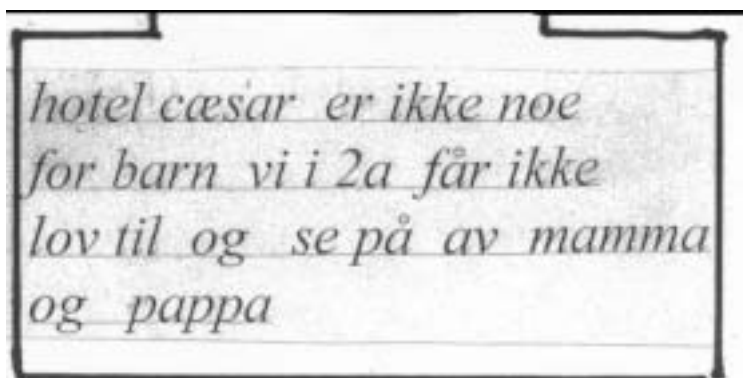 hotel cæsar er ikke noe
for barn vi i 2a får ikke
lov til og se på av mamma
og pappa